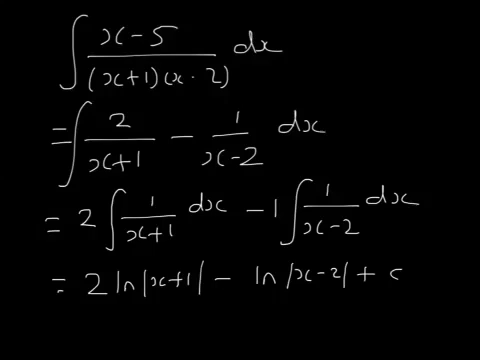 ∫ (x-5)/((x+1)(x·2)) dx
= ∫ 2/(x+1) - 1/(x-2) dx
= 2 ∫ 1/(x+1) dx - 1 ∫ 1/(x-2) dx
= 2 ln|x+1| - ln|x-2| + c